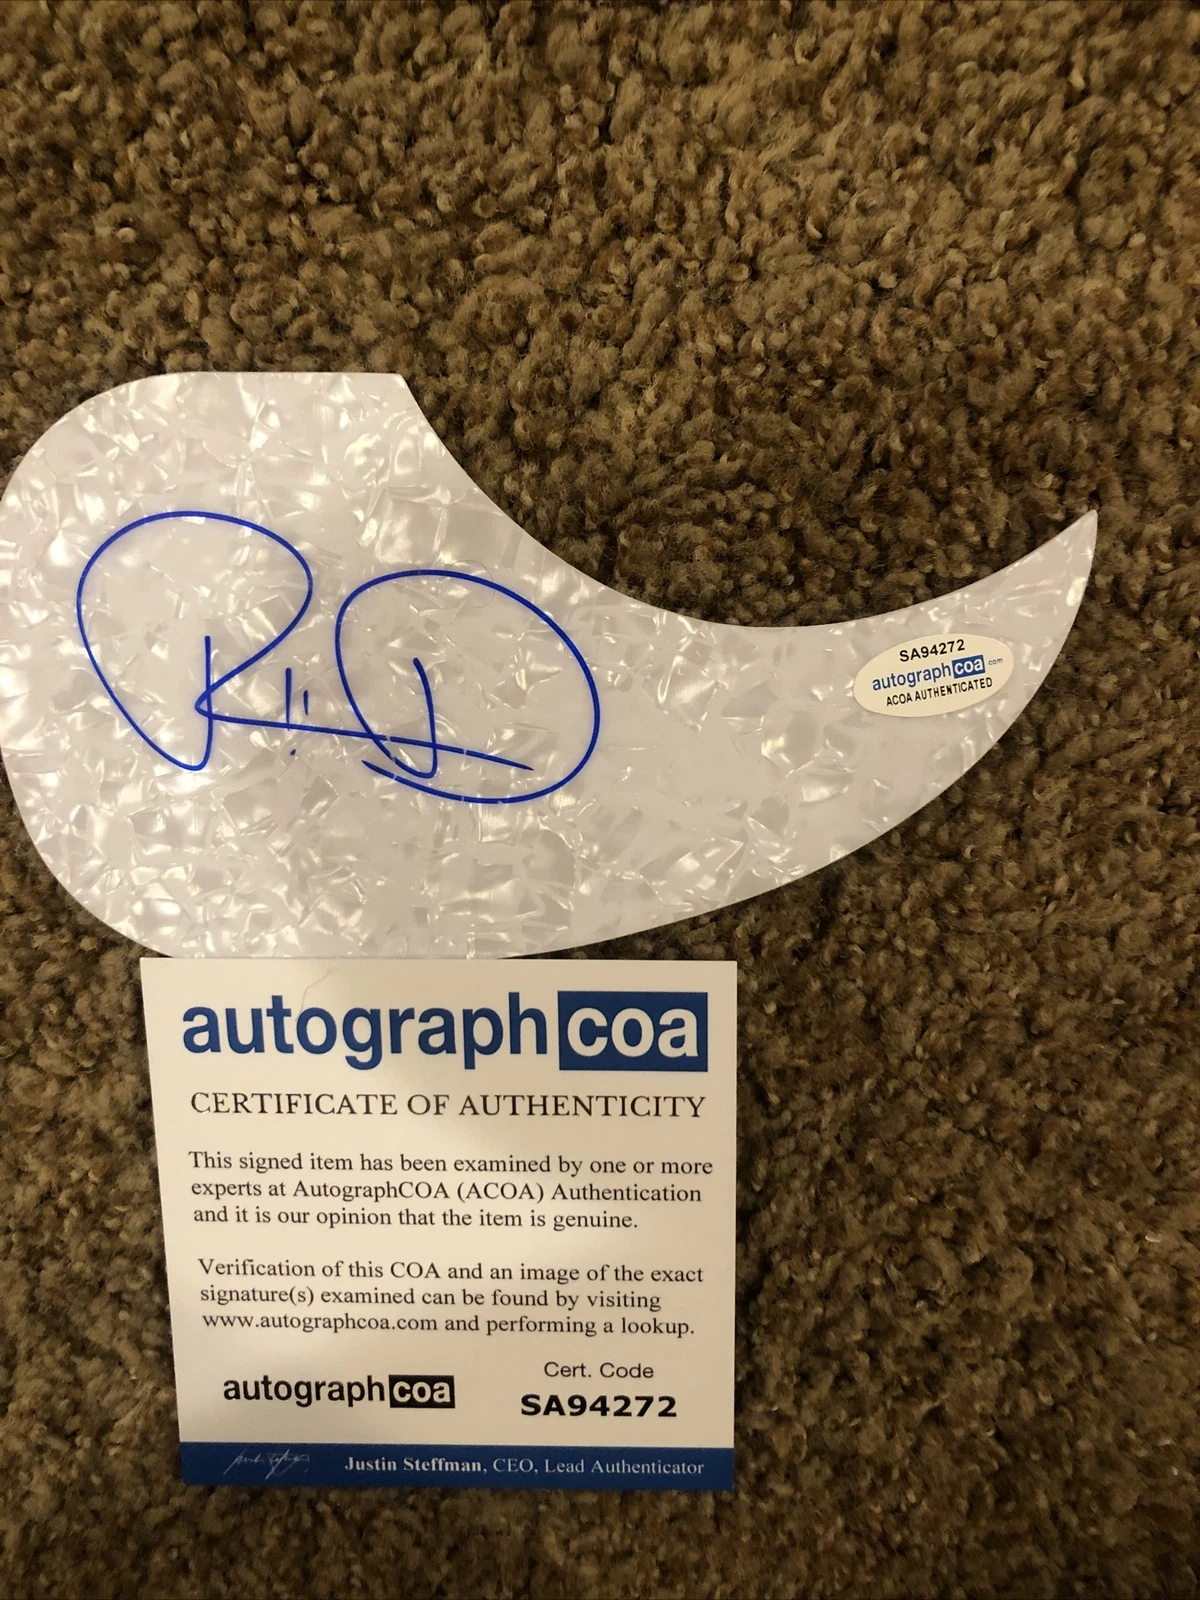 SA94272
autographcoa.com
ACOA AUTHENTICATED
autographcoa
CERTIFICATE OF AUTHENTICITY
This signed item has been examined by one or more
experts at AutographCOA (ACOA) Authentication
and it is our opinion that the item is genuine.
Verification of this COA and an image of the exact
signature(s) examined can be found by visiting
www.autographcoa.com and performing a lookup.
autographcoa
Cert. Code
SA94272
Justin Steffman, CEO, Lead Authenticator